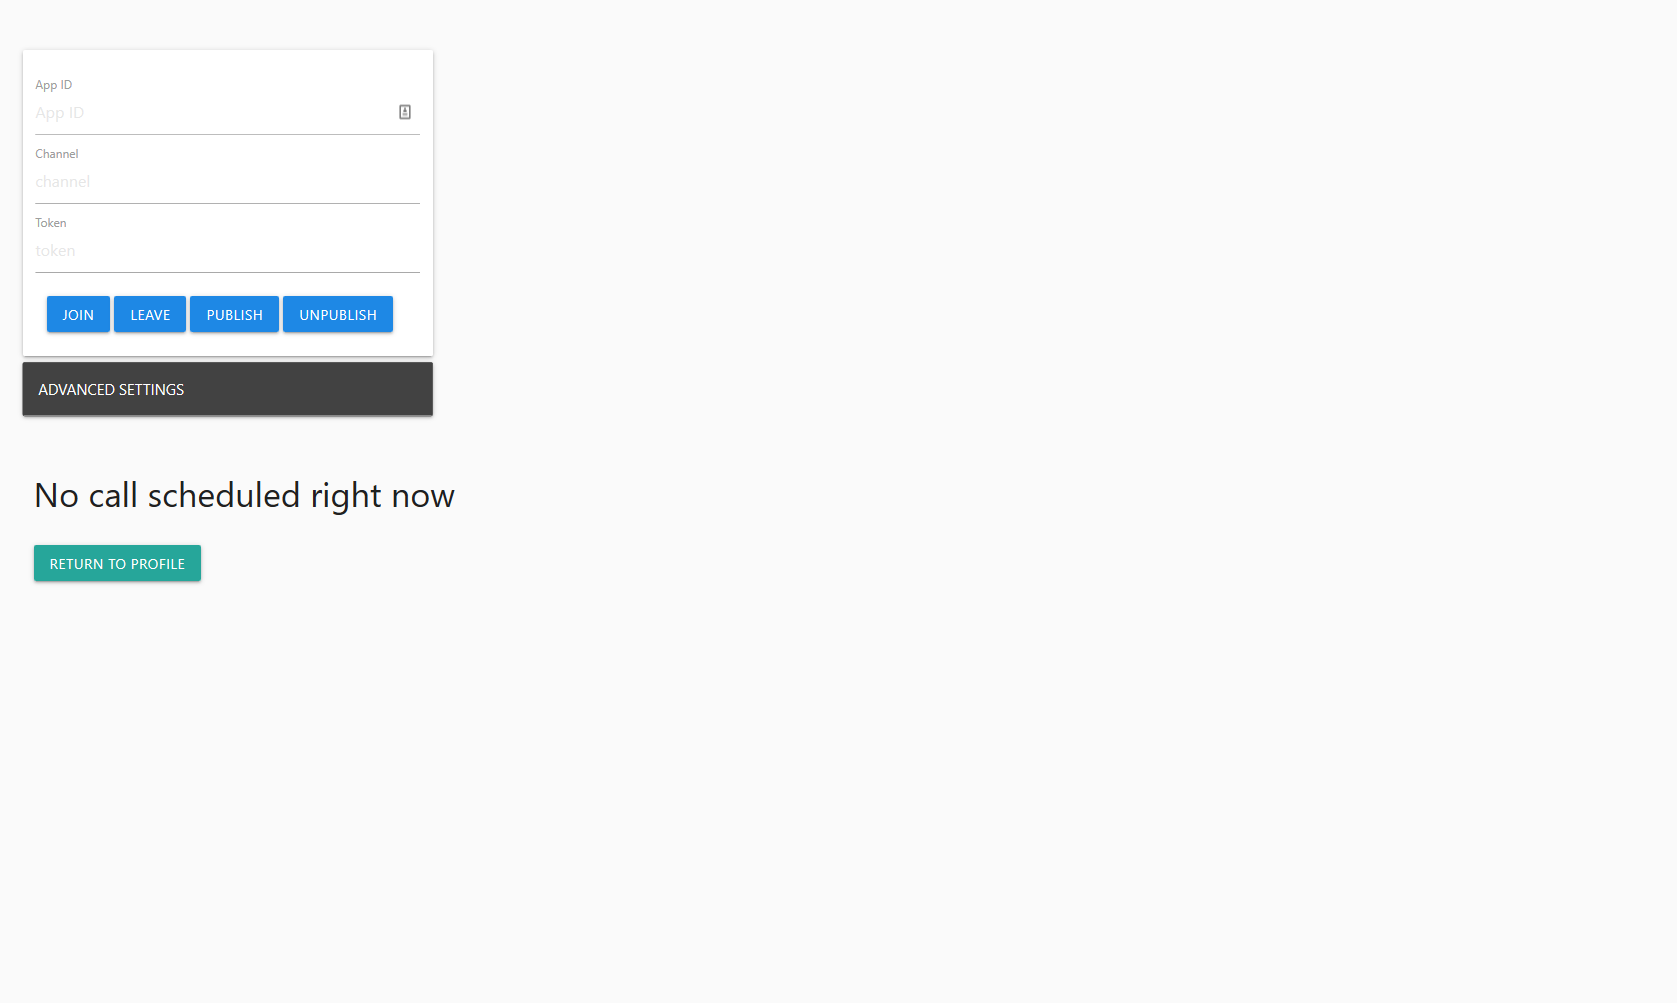 App ID
App ID
Channel
channel
Token
token
JOIN LEAVE PUBLISH UNPUBLISH
ADVANCED SETTINGS
No call scheduled right now
RETURN TO PROFILE